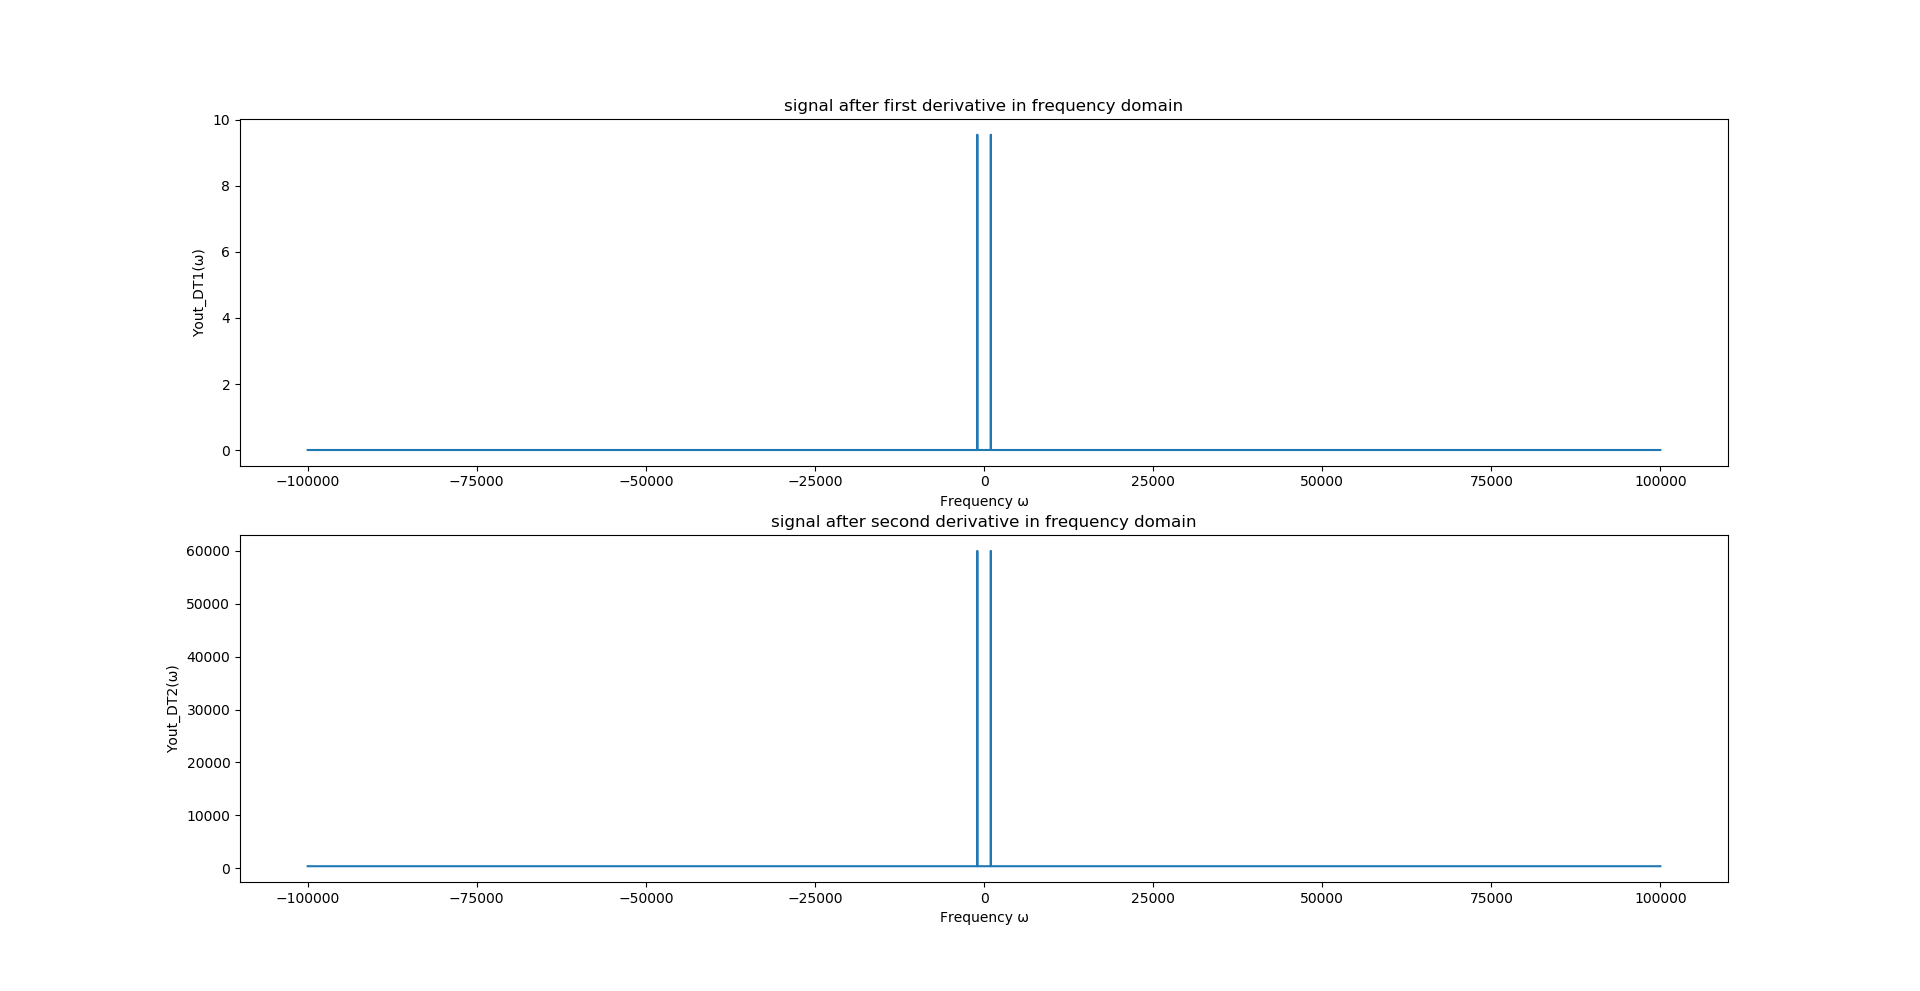 signal after first derivative in frequency domain
10
8
6
4
2
0
Yout_DT1(ω)
−100000 −75000 −50000 −25000 0 25000 50000 75000 100000
Frequency ω
signal after second derivative in frequency domain
60000
50000
40000
30000
20000
10000
0
Yout_DT2(ω)
−100000 −75000 −50000 −25000 0 25000 50000 75000 100000
Frequency ω